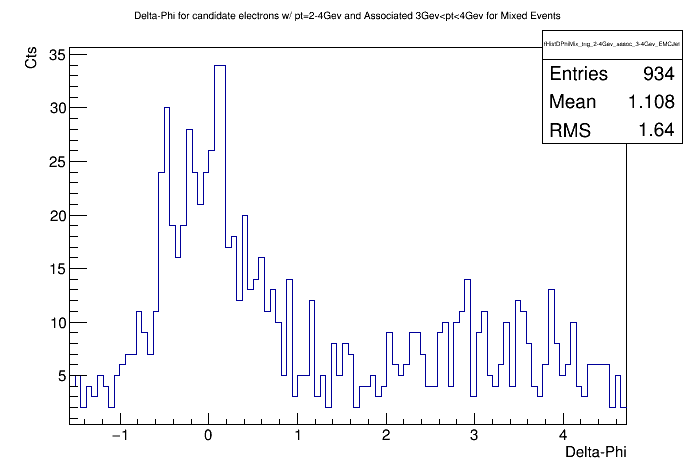 Delta-Phi for candidate electrons w/ pt=2-4Gev and Associated 3Gev<pt<4Gev for Mixed Events
Cts
fHistDPhiMix_trig_2-4Gev_assoc_3-4Gev_EMCJet
Entries 934
Mean 1.108
RMS 1.64
35
30
25
20
15
10
5
−1 0 1 2 3 4
Delta-Phi